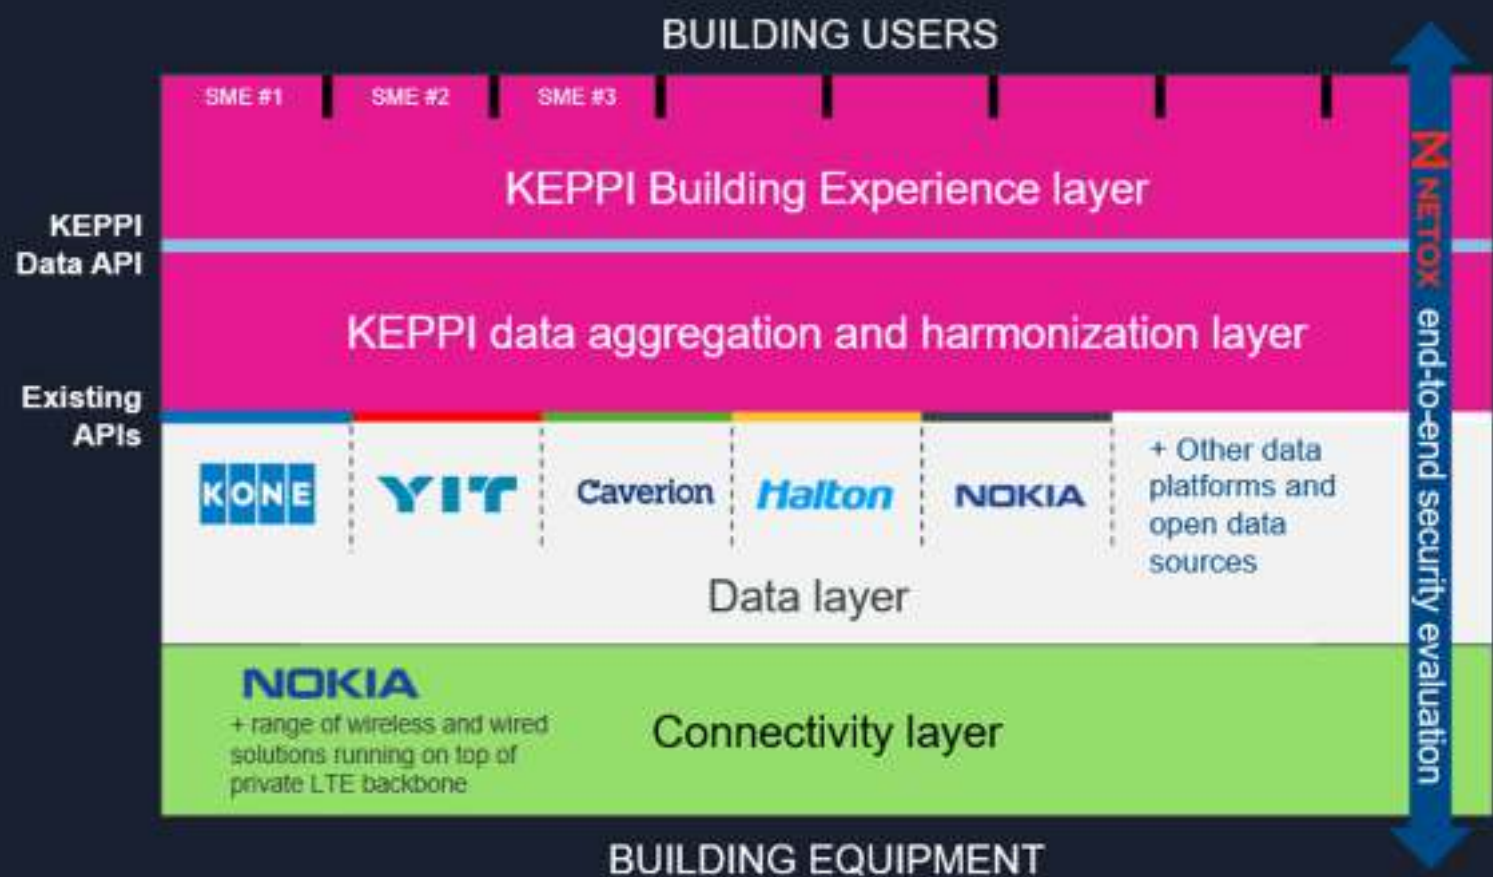 BUILDING USERS
SME #1
SME #2
SME #3
KEPPI Building Experience layer
KEPPI
Data API
KEPPI data aggregation and harmonization layer
Existing
APIs
KONE
YIT
Caverion
Halton
NOKIA
+ Other data
platforms and
open data
sources
Data layer
NOKIA
+ range of wireless and wired
solutions running on top of
private LTE backbone
Connectivity layer
N NETOX end-to-end security evaluation
BUILDING EQUIPMENT